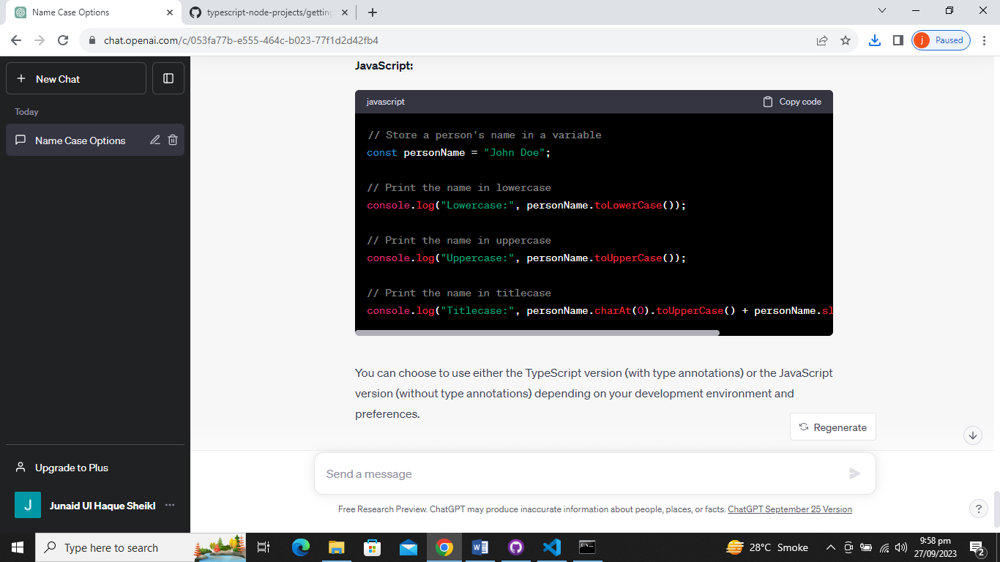 Name Case Options
typescript-node-projects/getting
chat.openai.com/c/053fa77b-e555-464c-b023-77f1d2d42fb4
j
Paused
New Chat
Today
Name Case Options
JavaScript:
javascript
Copy code
// Store a person's name in a variable
const personName = "John Doe";
// Print the name in lowercase
console.log("Lowercase:", personName.toLowerCase());
// Print the name in uppercase
console.log("Uppercase:", personName.toUpperCase());
// Print the name in titlecase
console.log("Titlecase:", personName.charAt(0).toUpperCase() + personName.sl
You can choose to use either the TypeScript version (with type annotations) or the JavaScript
version (without type annotations) depending on your development environment and
preferences.
Regenerate
Upgrade to Plus
J
Junaid Ul Haque Sheikl
Send a message
Free Research Preview. ChatGPT may produce inaccurate information about people, places, or facts. ChatGPT September 25 Version
?
Type here to search
28°C Smoke
9:58 pm
27/09/2023
2